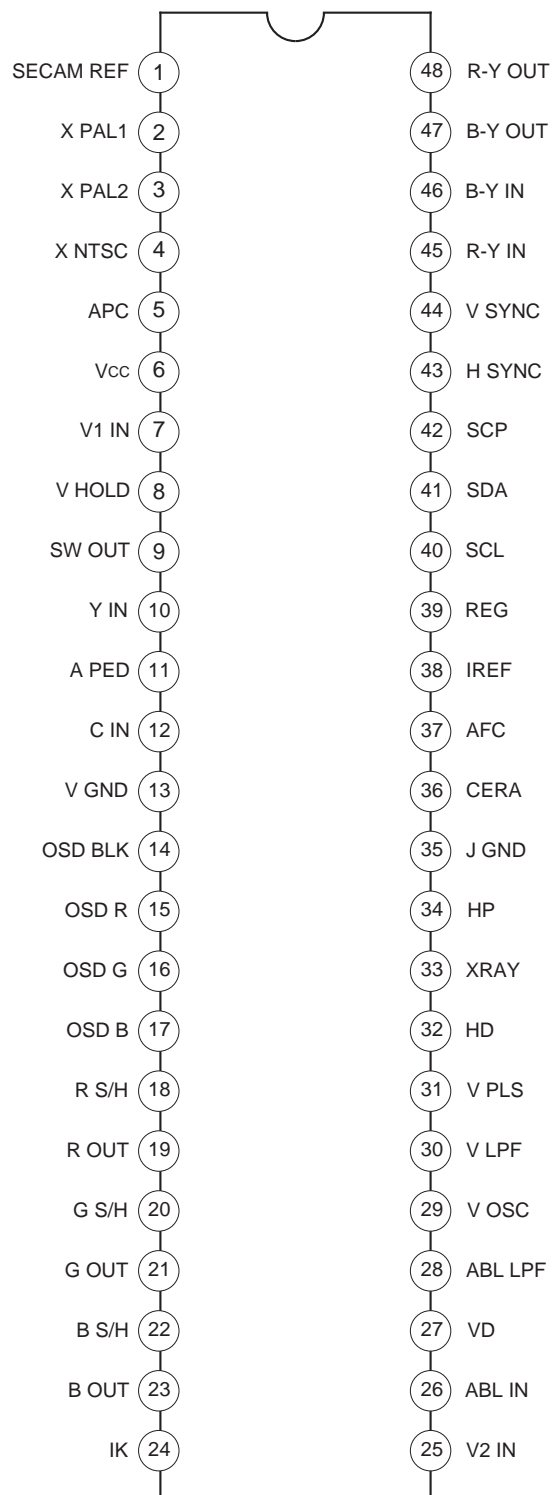 SECAM REF 1 48 R-Y OUT
X PAL1 2 47 B-Y OUT
X PAL2 3 46 B-Y IN
X NTSC 4 45 R-Y IN
APC 5 44 V SYNC
VCC 6 43 H SYNC
V1 IN 7 42 SCP
V HOLD 8 41 SDA
SW OUT 9 40 SCL
Y IN 10 39 REG
A PED 11 38 IREF
C IN 12 37 AFC
V GND 13 36 CERA
OSD BLK 14 35 J GND
OSD R 15 34 HP
OSD G 16 33 XRAY
OSD B 17 32 HD
R S/H 18 31 V PLS
R OUT 19 30 V LPF
G S/H 20 29 V OSC
G OUT 21 28 ABL LPF
B S/H 22 27 VD
B OUT 23 26 ABL IN
IK 24 25 V2 IN